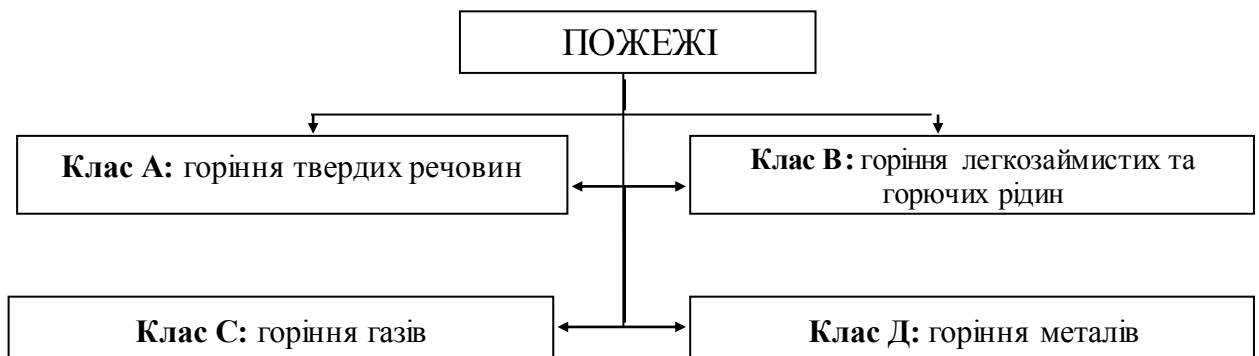 ПОЖЕЖІ
Клас А: горіння твердих речовин
Клас В: горіння легкозаймистих та
горючих рідин
Клас С: горіння газів
Клас Д: горіння металів